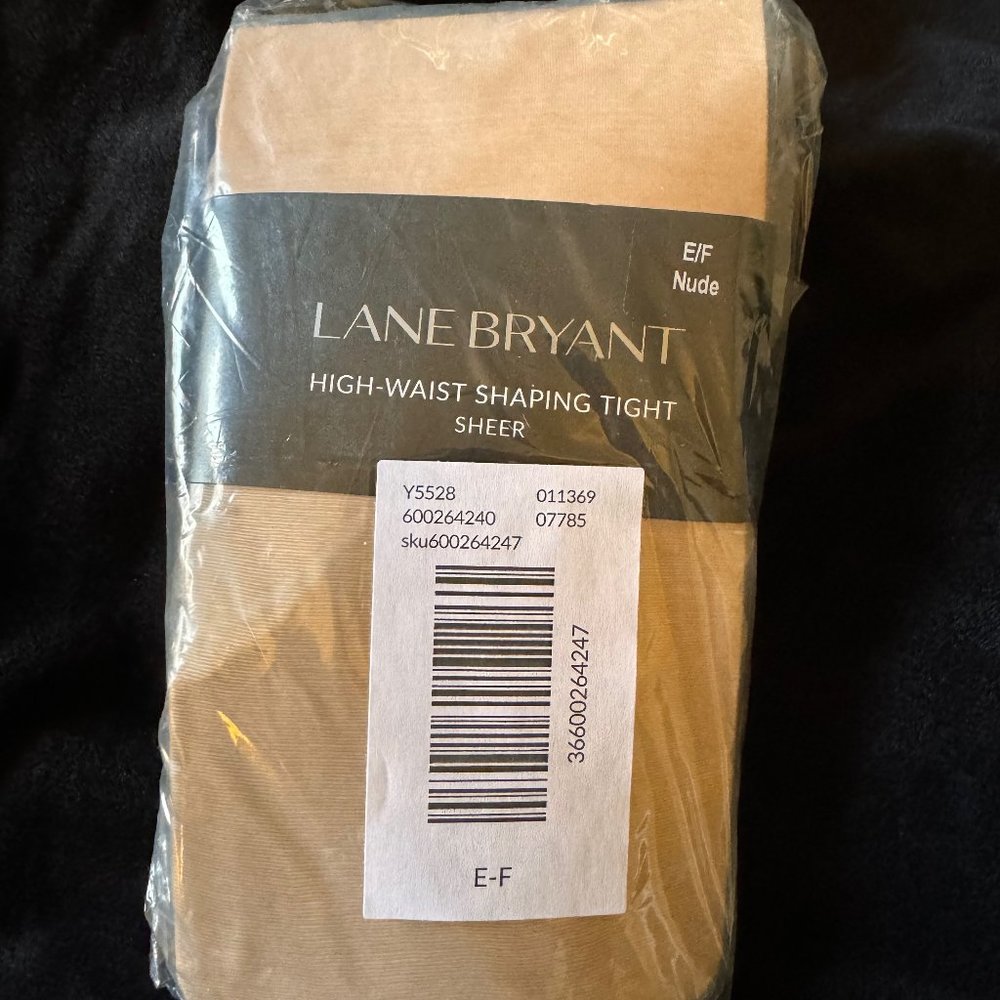 E/F
Nude
LANE BRYANT
HIGH-WAIST SHAPING TIGHT
SHEER
Y5528 011369
600264240 07785
sku600264247
36600264247
E-F